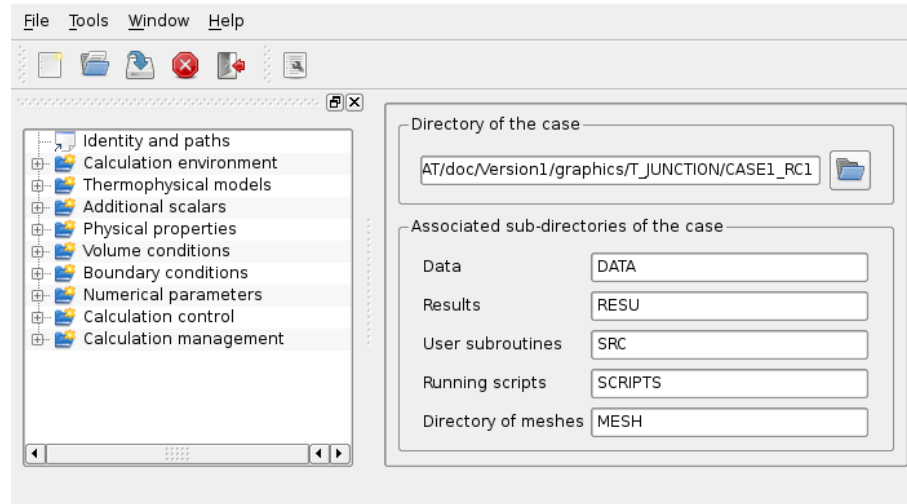 File Tools Window Help
Identity and paths
Calculation environment
Thermophysical models
Additional scalars
Physical properties
Volume conditions
Boundary conditions
Numerical parameters
Calculation control
Calculation management
Directory of the case
AT/doc/Version1/graphics/T_JUNCTION/CASE1_RC1
Associated sub-directories of the case
Data DATA
Results RESU
User subroutines SRC
Running scripts SCRIPTS
Directory of meshes MESH